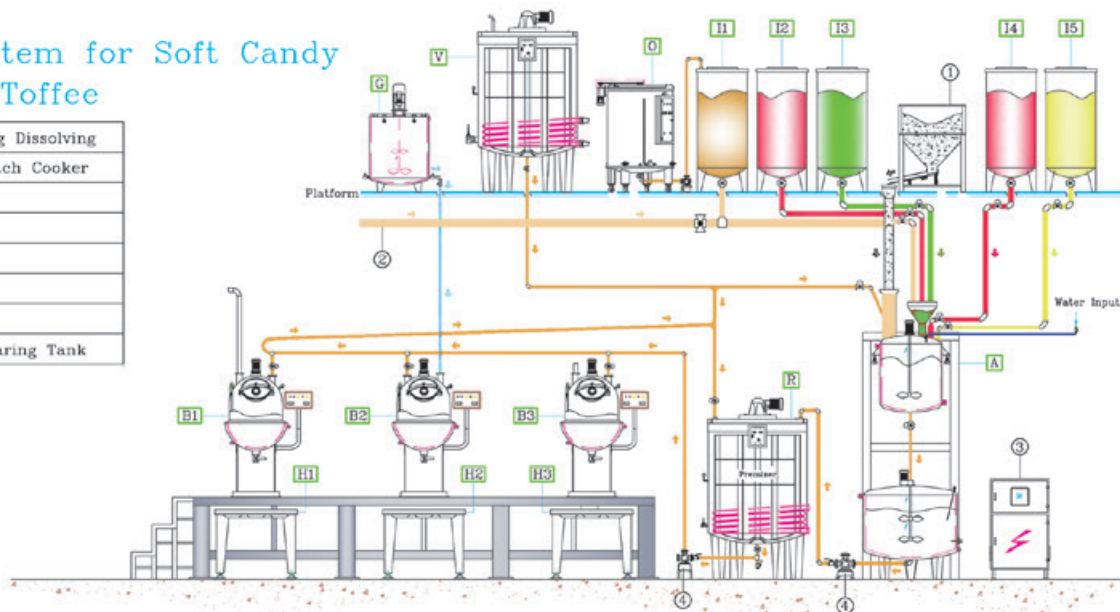 tem for Soft Candy
Toffee
g Dissolving
ch Cooker
aring Tank
V
G
O
I1
I2
I3
1
I4
I5
Platform
2
Water Input
A
R
B1
B2
B3
Premixer
H1
H2
H3
3
4
4